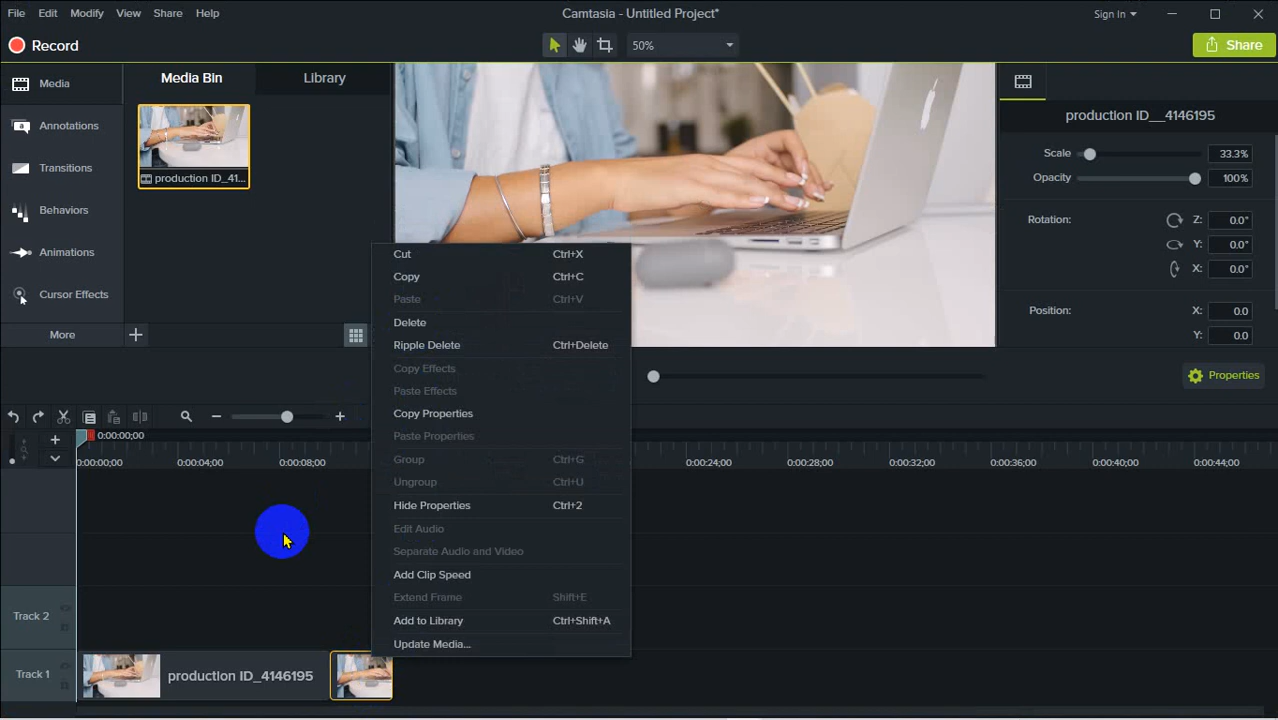 File Edit Modify View Share Help
Camtasia - Untitled Project*
Sign In
Record
50%
Share
Media
Media Bin
Library
Annotations
Transitions
Behaviors
Animations
Cursor Effects
More
production ID_41...
production ID__4146195
Scale 33.3%
Opacity 100%
Rotation: Z: 0.0°
Y: 0.0°
X: 0.0°
Position: X: 0.0
Y: 0.0
Properties
Cut Ctrl+X
Copy Ctrl+C
Paste Ctrl+V
Delete
Ripple Delete Ctrl+Delete
Copy Effects
Paste Effects
Copy Properties
Paste Properties
Group Ctrl+G
Ungroup Ctrl+U
Hide Properties Ctrl+2
Edit Audio
Separate Audio and Video
Add Clip Speed
Extend Frame Shift+E
Add to Library Ctrl+Shift+A
Update Media...
0:00:00;00
0:00:00;00 0:00:04;00 0:00:08;00 0:00:24;00 0:00:28;00 0:00:32;00 0:00:36;00 0:00:40;00 0:00:44;00
Track 2
Track 1
production ID_4146195